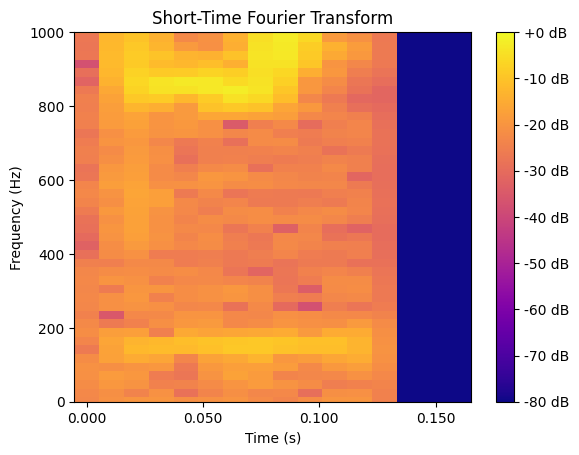 Short-Time Fourier Transform
1000
800
600
400
200
0
Frequency (Hz)
0.000
0.050
0.100
0.150
Time (s)
+0 dB
-10 dB
-20 dB
-30 dB
-40 dB
-50 dB
-60 dB
-70 dB
-80 dB